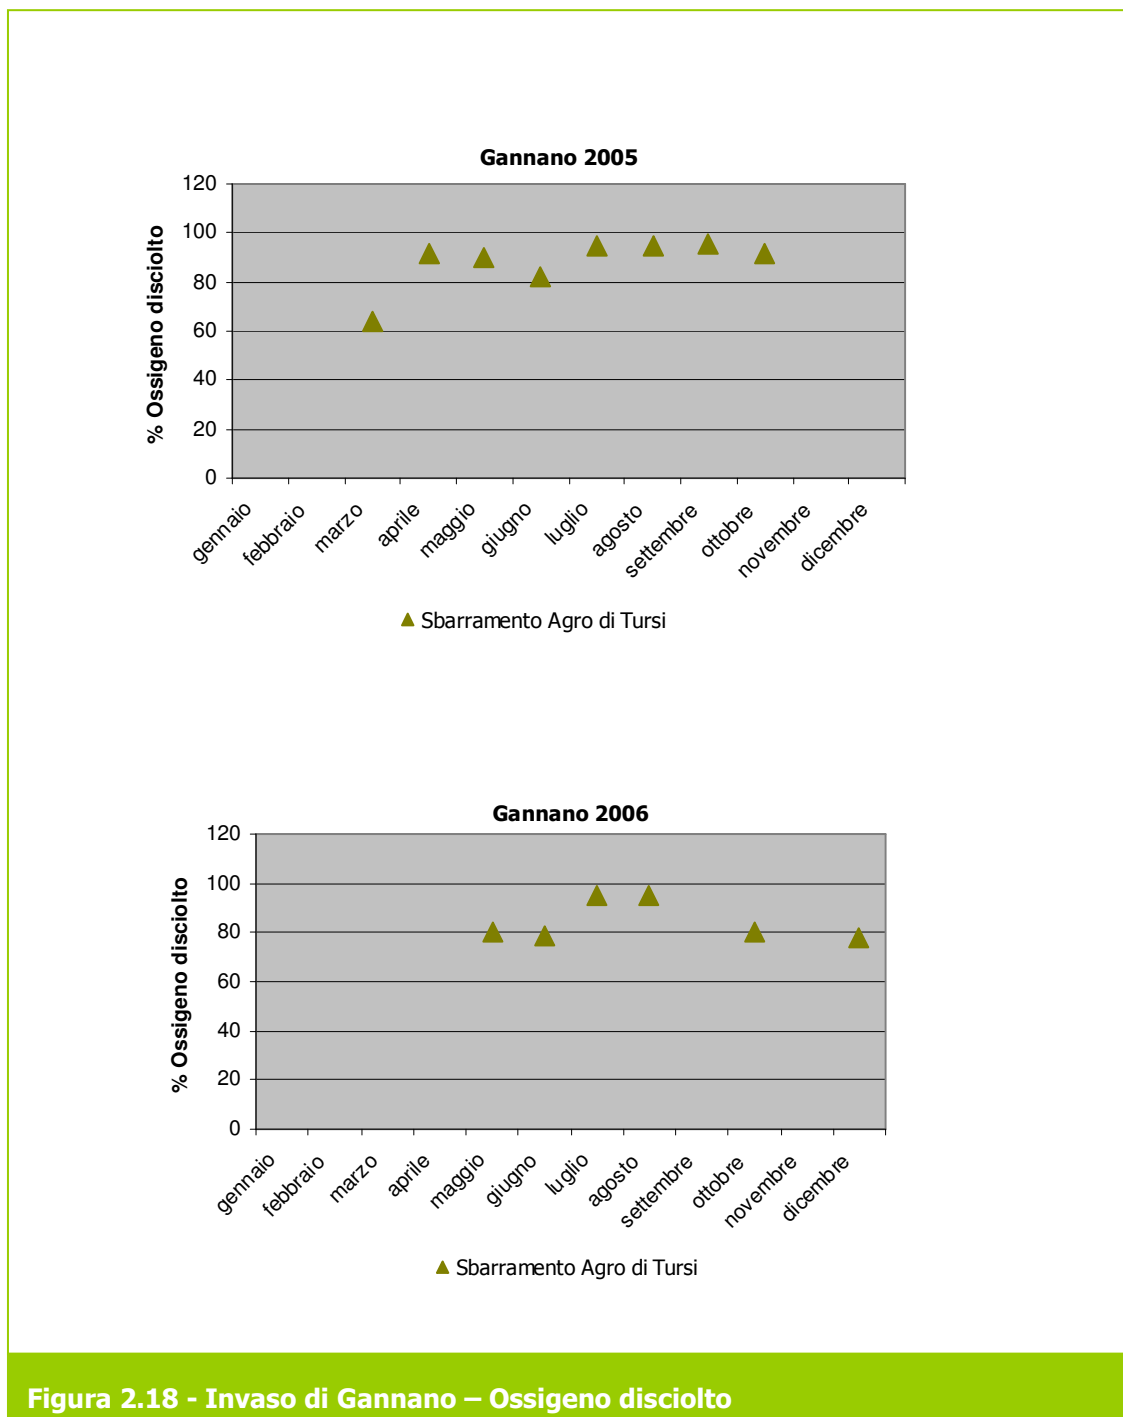 Gannano 2005
% Ossigeno disciolto
120
100
80
60
40
20
0
gennaio
febbraio
marzo
aprile
maggio
giugno
luglio
agosto
settembre
ottobre
novembre
dicembre
Sbarramento Agro di Tursi
Gannano 2006
% Ossigeno disciolto
120
100
80
60
40
20
0
gennaio
febbraio
marzo
aprile
maggio
giugno
luglio
agosto
settembre
ottobre
novembre
dicembre
Sbarramento Agro di Tursi
Figura 2.18 - Invaso di Gannano – Ossigeno disciolto